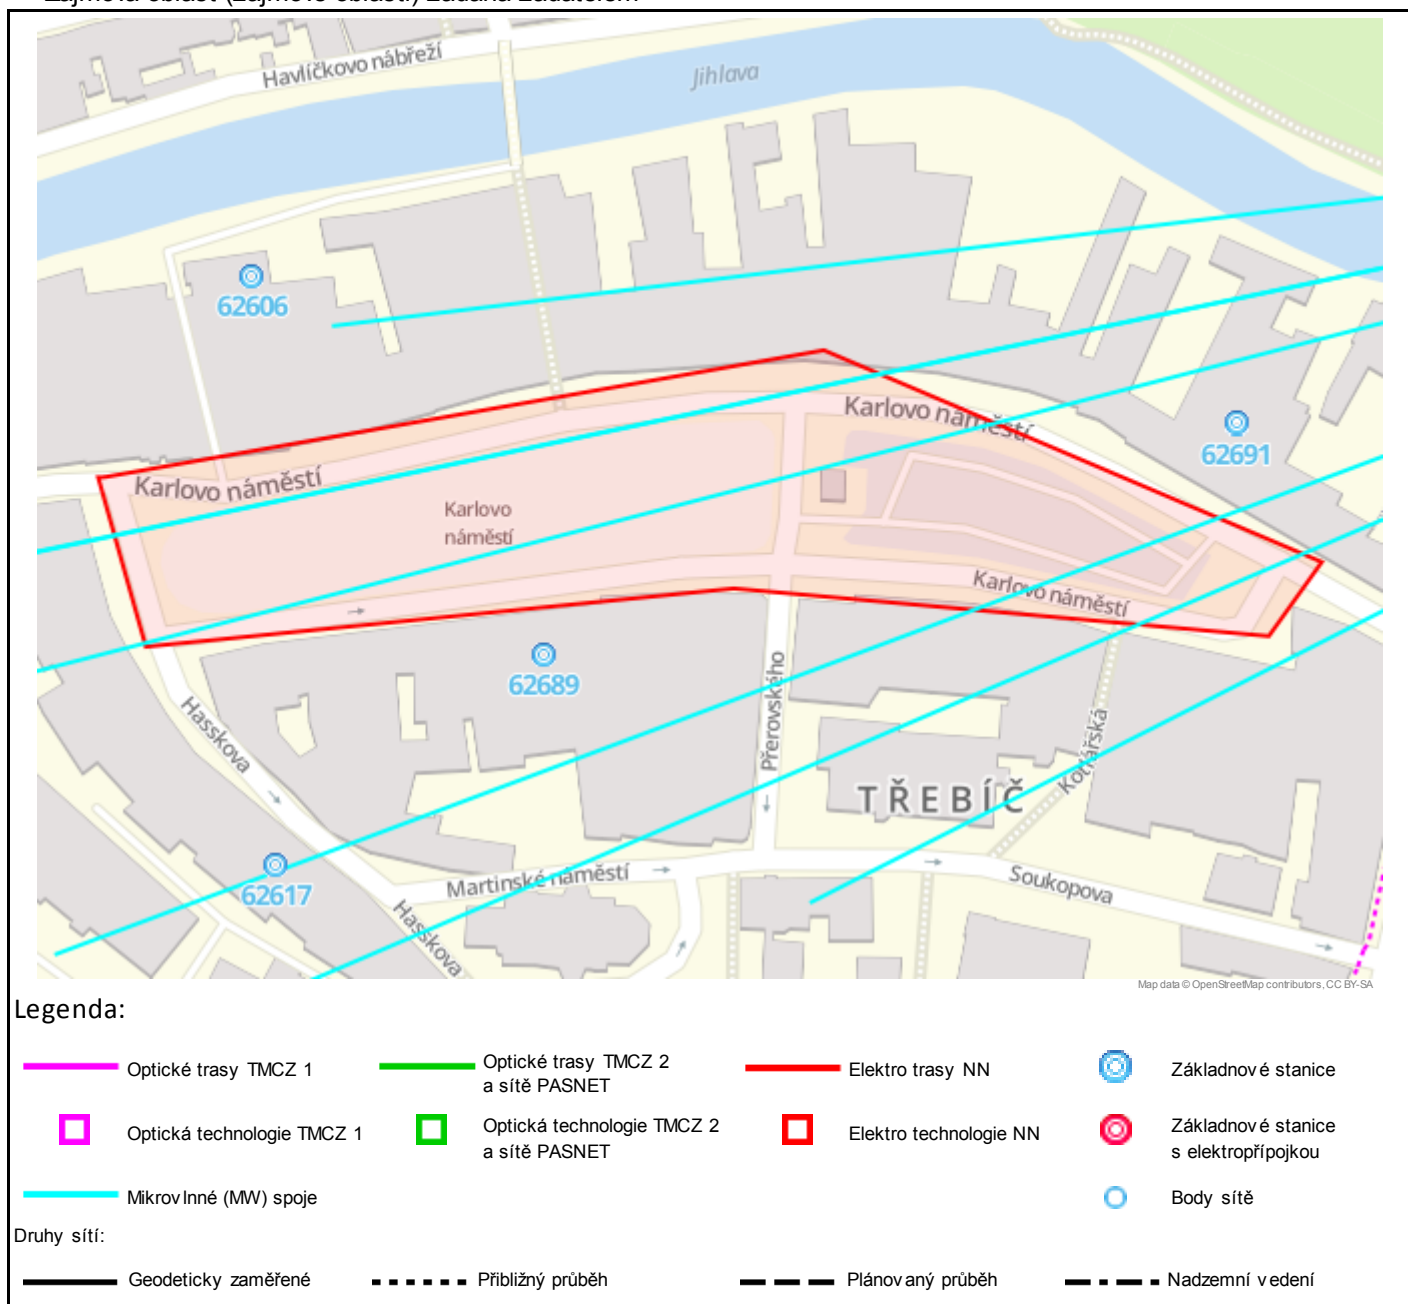 Havlíčkovo nábřeží
Jihlava
62606
Karlovo náměstí
62691
Karlovo náměstí
Karlovo
náměstí
Karlovo náměstí
62689
Přerovského
Hasskova
Kotlářská
TŘEBÍČ
62617
Martinské náměstí
Soukopova
Hasskova
Map data © OpenStreetMap contributors, CC BY-SA
Legenda:
Optické trasy TMCZ 1
Optické trasy TMCZ 2
a sítě PASNET
Elektro trasy NN
Základnové stanice
Optická technologie TMCZ 1
Optická technologie TMCZ 2
a sítě PASNET
Elektro technologie NN
Základnové stanice
s elektropřípojkou
Mikrovlnné (MW) spoje
Body sítě
Druhy sítí:
Geodeticky zaměřené
Přibližný průběh
Plánovaný průběh
Nadzemní vedení